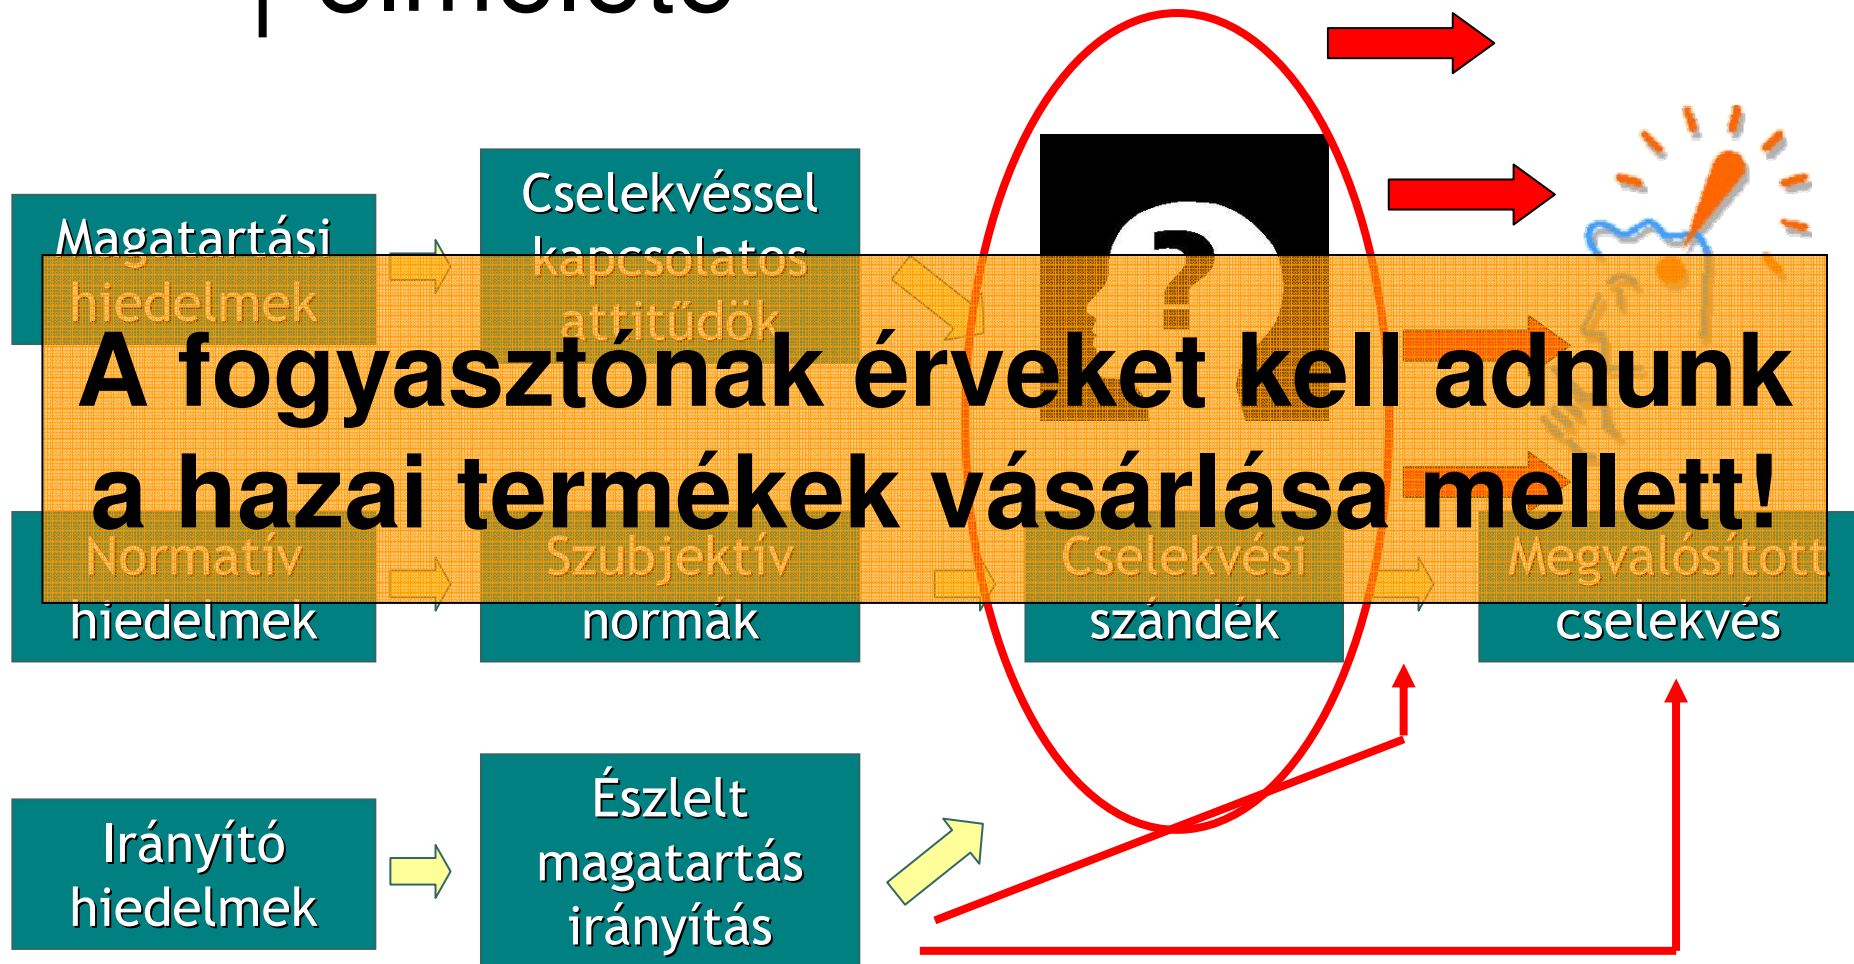 elmélete
Magatartási
hiedelmek
Cselekvéssel
kapcsolatos
attitűdök
?
A fogyasztónak érveket kell adnunk
a hazai termékek vásárlása mellett!
Normatív
hiedelmek
Szubjektív
normák
Cselekvési
szándék
Megvalósított
cselekvés
Irányító
hiedelmek
Észlelt
magatartás
irányítás